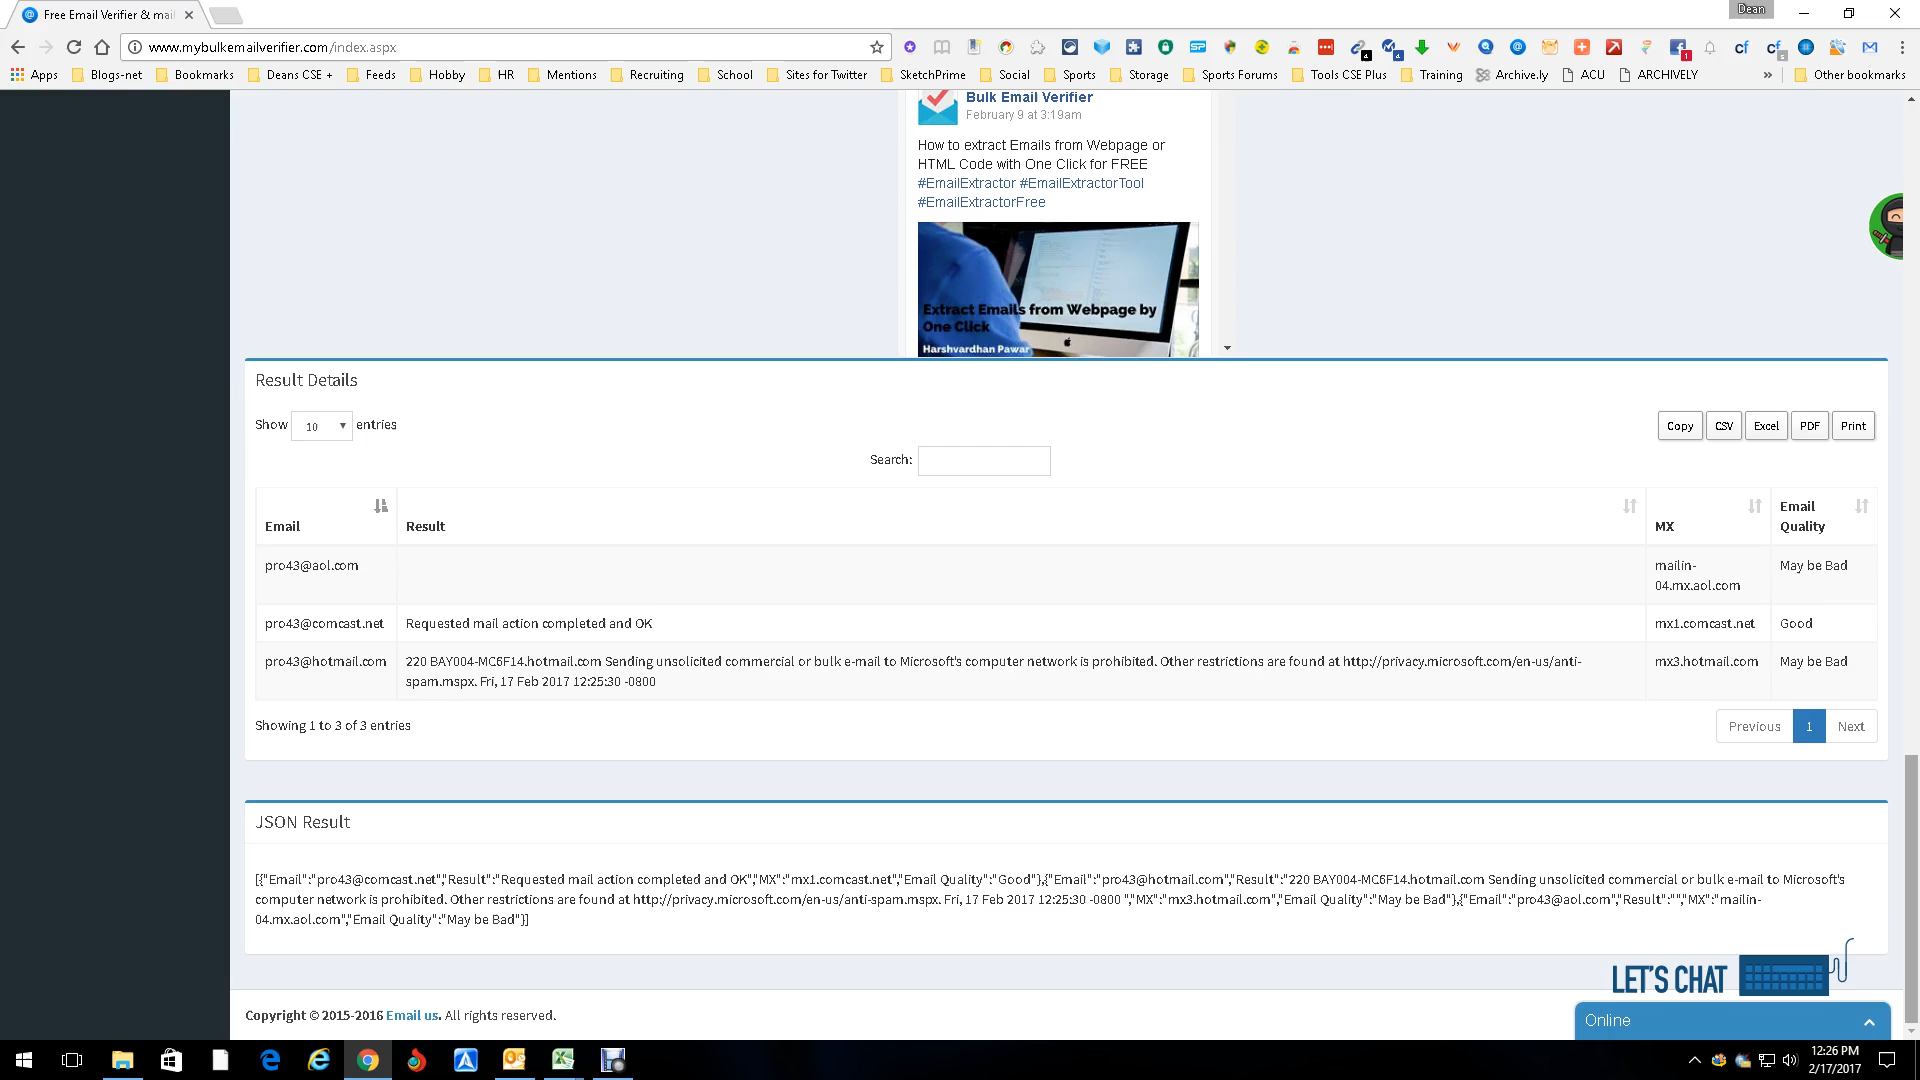 Free Email Verifier & mai
Dean
www.mybulkemailverifier.com/index.aspx
Apps Blogs-net Bookmarks Deans CSE + Feeds Hobby HR Mentions Recruiting School Sites for Twitter SketchPrime Social Sports Storage Sports Forums Tools CSE Plus Training Archive.ly ACU ARCHIVELY » Other bookmarks
Bulk Email Verifier
February 9 at 3:19am
How to extract Emails from Webpage or
HTML Code with One Click for FREE
#EmailExtractor #EmailExtractorTool
#EmailExtractorFree
Extract Emails from Webpage by
One Click
Harshvardhan Pawar
Result Details
Show 10 entries
Copy CSV Excel PDF Print
Search:
Email Result MX Email
Quality
pro43@aol.com mailin- May be Bad
04.mx.aol.com
pro43@comcast.net Requested mail action completed and OK mx1.comcast.net Good
pro43@hotmail.com 220 BAY004-MC6F14.hotmail.com Sending unsolicited commercial or bulk e-mail to Microsoft's computer network is prohibited. Other restrictions are found at http://privacy.microsoft.com/en-us/anti- mx3.hotmail.com May be Bad
spam.mspx. Fri, 17 Feb 2017 12:25:30 -0800
Showing 1 to 3 of 3 entries
Previous 1 Next
JSON Result
[{"Email":"pro43@comcast.net","Result":"Requested mail action completed and OK","MX":"mx1.comcast.net","Email Quality":"Good"},{"Email":"pro43@hotmail.com","Result":"220 BAY004-MC6F14.hotmail.com Sending unsolicited commercial or bulk e-mail to Microsoft's
computer network is prohibited. Other restrictions are found at http://privacy.microsoft.com/en-us/anti-spam.mspx. Fri, 17 Feb 2017 12:25:30 -0800 ","MX":"mx3.hotmail.com","Email Quality":"May be Bad"},{"Email":"pro43@aol.com","Result":"","MX":"mailin-
04.mx.aol.com","Email Quality":"May be Bad"}]
LET'S CHAT
Copyright © 2015-2016 Email us. All rights reserved.
Online
12:26 PM
2/17/2017